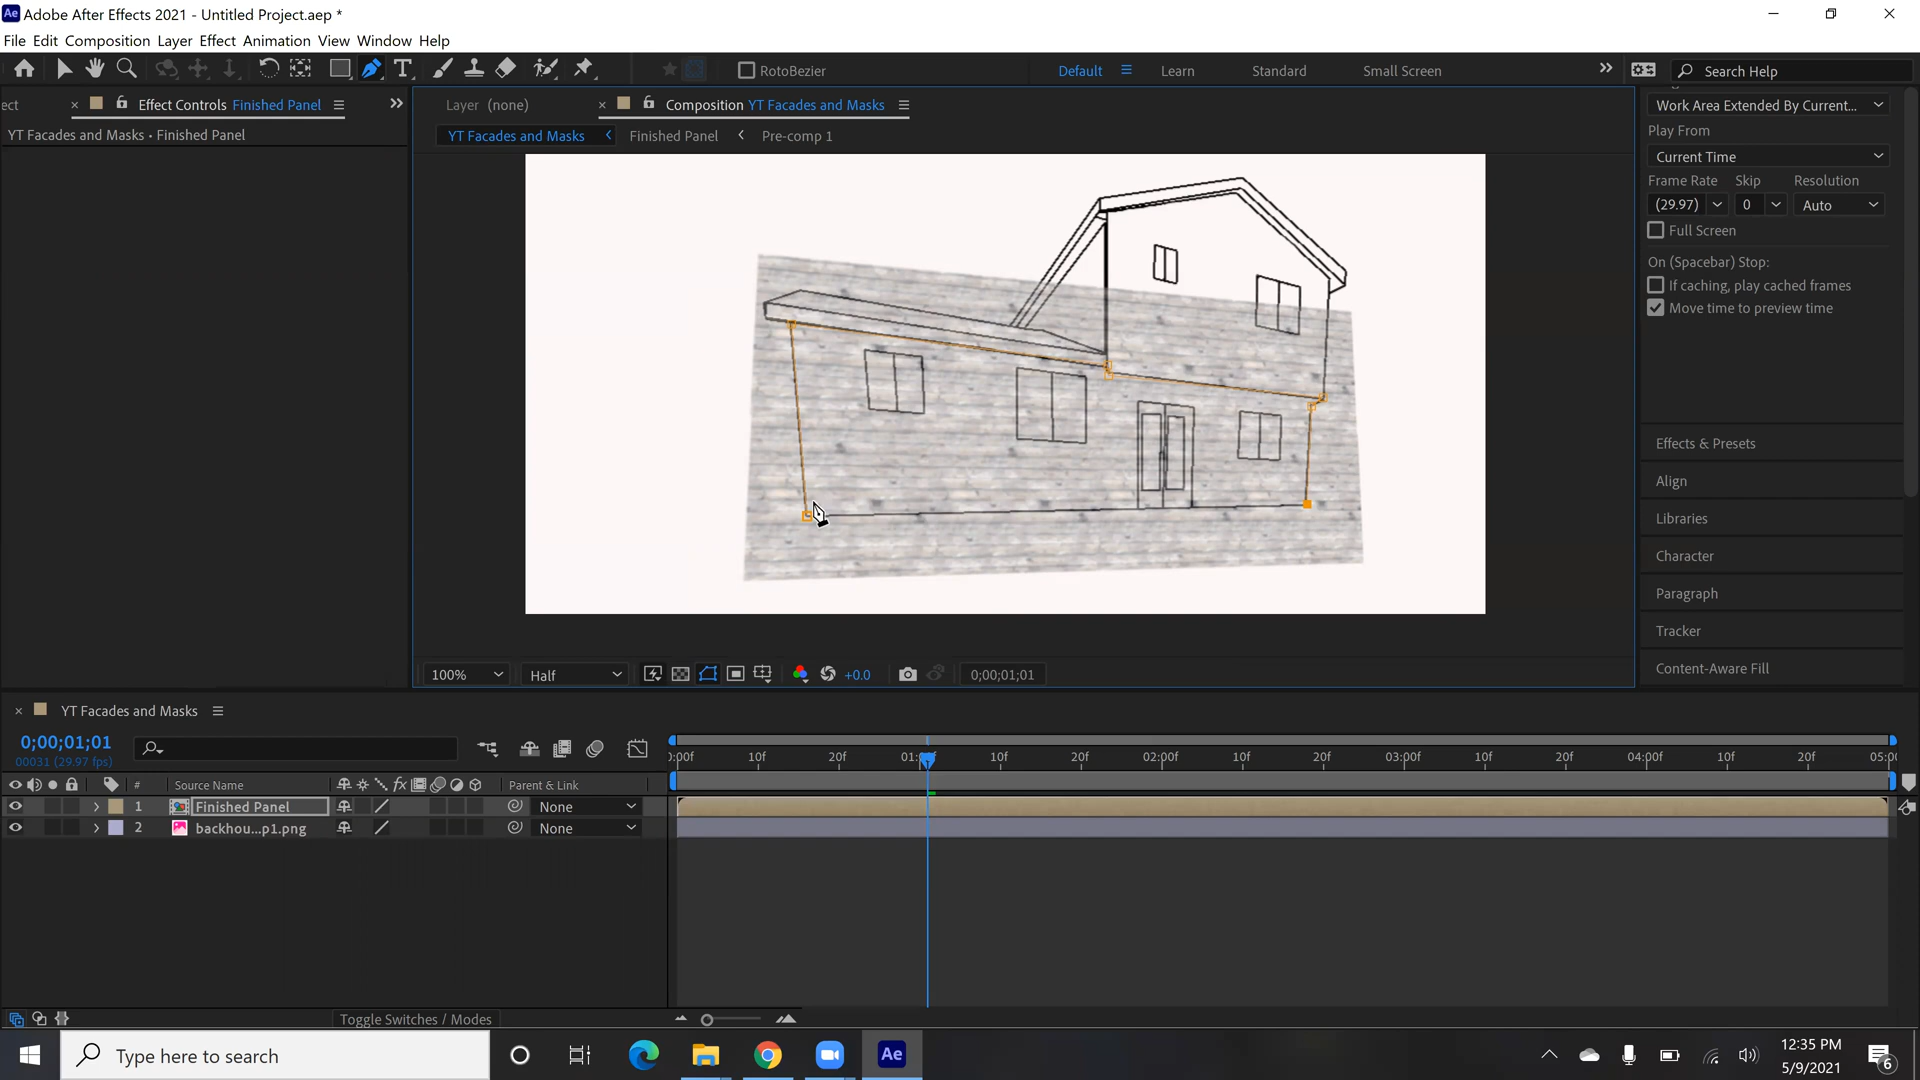 Adobe After Effects 2021 - Untitled Project.aep *
File Edit Composition Layer Effect Animation View Window Help
RotoBezier
Default
Learn
Standard
Small Screen
Search Help
ect
Effect Controls Finished Panel
Layer (none)
Composition YT Facades and Masks
Work Area Extended By Current...
YT Facades and Masks • Finished Panel
YT Facades and Masks
Finished Panel
Pre-comp 1
Play From
Current Time
Frame Rate
Skip
Resolution
(29.97)
0
Auto
Full Screen
On (Spacebar) Stop:
If caching, play cached frames
Move time to preview time
Effects & Presets
Align
Libraries
Character
Paragraph
Tracker
Content-Aware Fill
100%
Half
+0.0
0;00;01;01
YT Facades and Masks
0;00;01;01
00031 (29.97 fps)
):00f
10f
20f
01:
10f
20f
02:00f
10f
20f
03:00f
10f
20f
04:00f
10f
20f
05:0
#
Source Name
Parent & Link
1
Finished Panel
None
2
backhou...p1.png
None
Toggle Switches / Modes
Type here to search
Ae
12:35 PM
5/9/2021
6